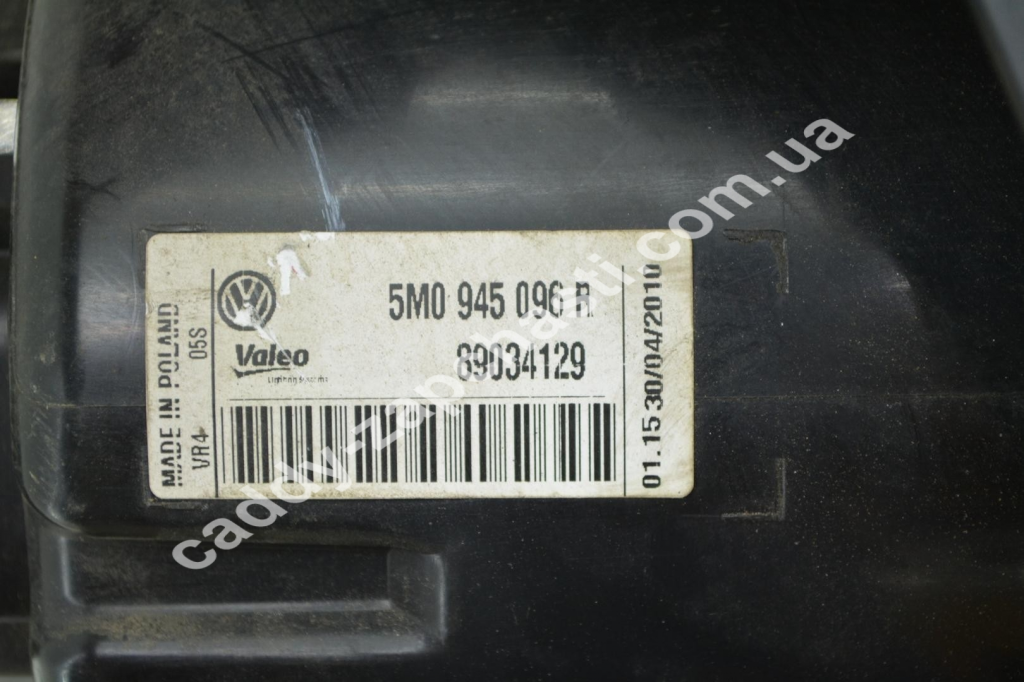 MADE IN POLAND
VR4 05S
Valeo
5M0 945 096 R
89034129
01.15 30/04/2010
caddy-zapchasti.com.ua